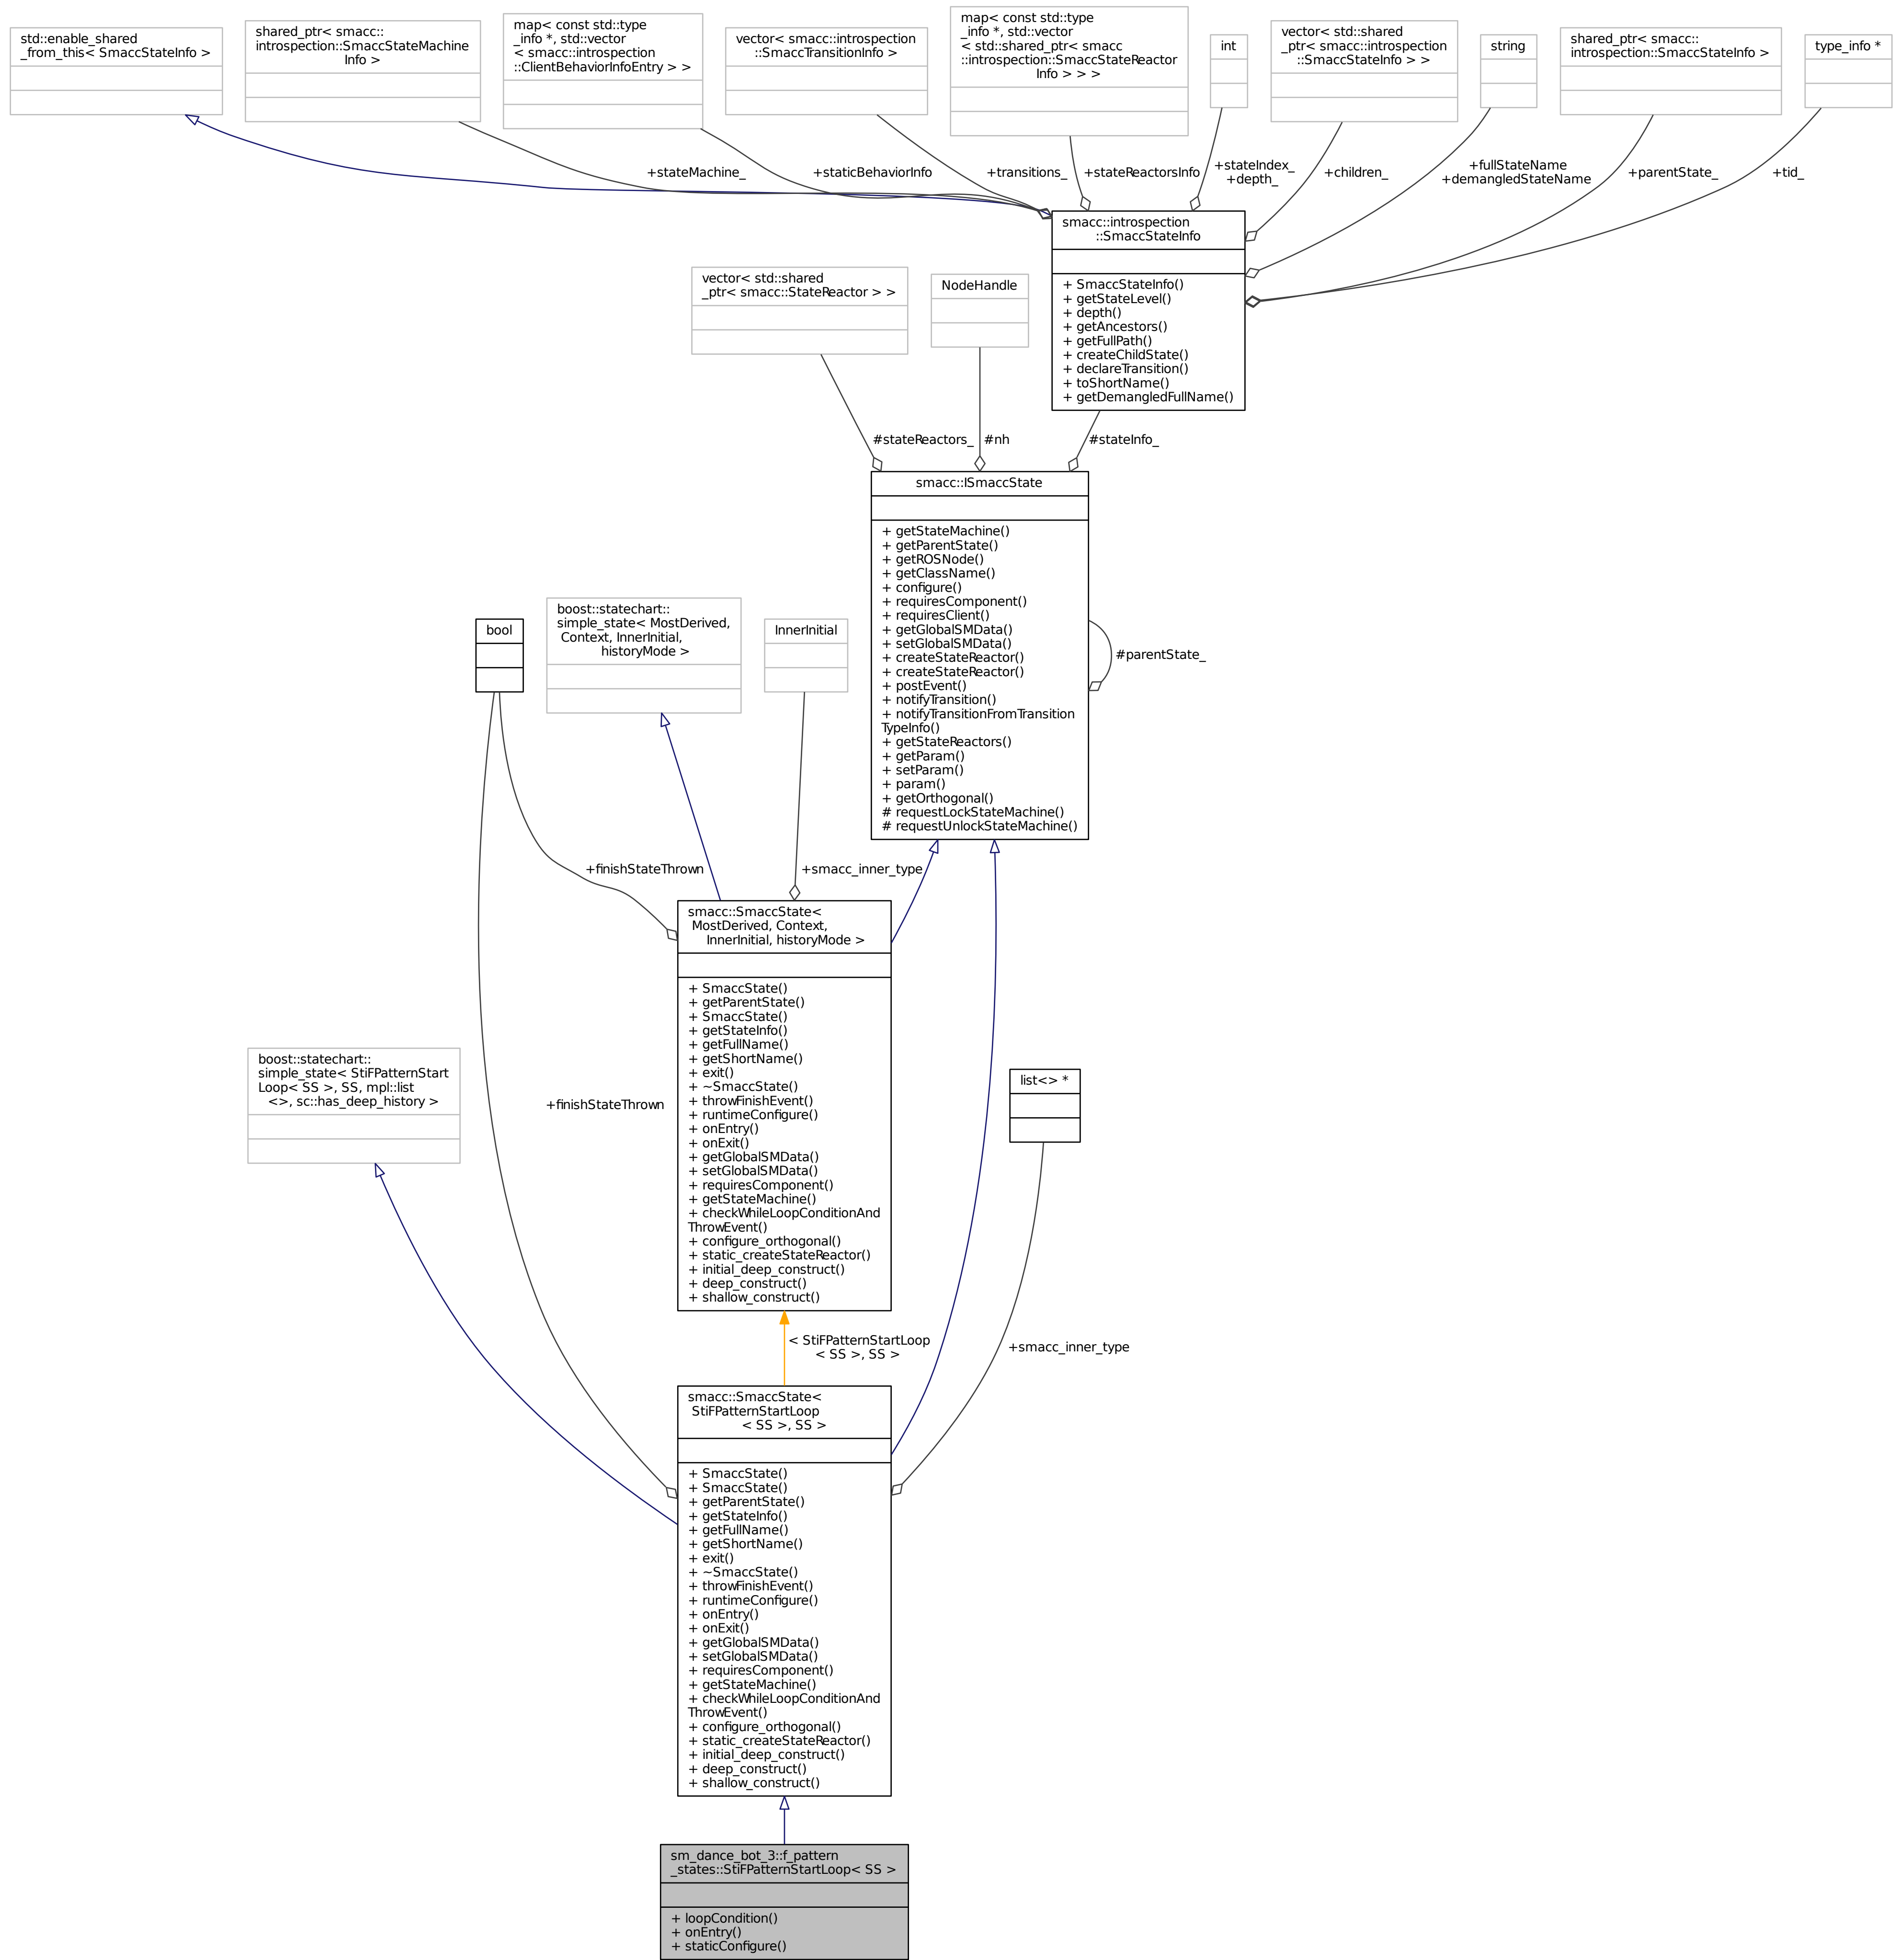 std::enable_shared
_from_this< SmaccStateInfo >
shared_ptr< smacc::
introspection::SmaccStateMachine
Info >
map< const std::type
_info *, std::vector
< smacc::introspection
::ClientBehaviorInfoEntry > >
vector< smacc::introspection
::SmaccTransitionInfo >
map< const std::type
_info *, std::vector
< std::shared_ptr< smacc
::introspection::SmaccStateReactor
Info > > >
int
vector< std::shared
_ptr< smacc::introspection
::SmaccStateInfo > >
string
shared_ptr< smacc::
introspection::SmaccStateInfo >
type_info *
+stateMachine_
+staticBehaviorInfo
+transitions_
+stateReactorsInfo
+stateIndex_
+depth_
+children_
+fullStateName
+demangledStateName
+parentState_
+tid_
smacc::introspection
::SmaccStateInfo
+ SmaccStateInfo()
+ getStateLevel()
+ depth()
+ getAncestors()
+ getFullPath()
+ createChildState()
+ declareTransition()
+ toShortName()
+ getDemangledFullName()
vector< std::shared
_ptr< smacc::StateReactor > >
NodeHandle
#stateReactors_
#nh
#stateInfo_
smacc::ISmaccState
+ getStateMachine()
+ getParentState()
+ getROSNode()
+ getClassName()
+ configure()
+ requiresComponent()
+ requiresClient()
+ getGlobalSMData()
+ setGlobalSMData()
+ createStateReactor()
+ createStateReactor()
+ postEvent()
+ notifyTransition()
+ notifyTransitionFromTransition
TypeInfo()
+ getStateReactors()
+ getParam()
+ setParam()
+ param()
+ getOrthogonal()
# requestLockStateMachine()
# requestUnlockStateMachine()
#parentState_
bool
boost::statechart::
simple_state< MostDerived,
Context, InnerInitial,
historyMode >
InnerInitial
+finishStateThrown
+smacc_inner_type
smacc::SmaccState<
MostDerived, Context,
InnerInitial, historyMode >
+ SmaccState()
+ getParentState()
+ SmaccState()
+ getStateInfo()
+ getFullName()
+ getShortName()
+ exit()
+ ~SmaccState()
+ throwFinishEvent()
+ runtimeConfigure()
+ onEntry()
+ onExit()
+ getGlobalSMData()
+ setGlobalSMData()
+ requiresComponent()
+ getStateMachine()
+ checkWhileLoopConditionAnd
ThrowEvent()
+ configure_orthogonal()
+ static_createStateReactor()
+ initial_deep_construct()
+ deep_construct()
+ shallow_construct()
boost::statechart::
simple_state< StiFPatternStart
Loop< SS >, SS, mpl::list
<>, sc::has_deep_history >
+finishStateThrown
list<> *
< StiFPatternStartLoop
< SS >, SS >
+smacc_inner_type
smacc::SmaccState<
StiFPatternStartLoop
< SS >, SS >
+ SmaccState()
+ SmaccState()
+ getParentState()
+ getStateInfo()
+ getFullName()
+ getShortName()
+ exit()
+ ~SmaccState()
+ throwFinishEvent()
+ runtimeConfigure()
+ onEntry()
+ onExit()
+ getGlobalSMData()
+ setGlobalSMData()
+ requiresComponent()
+ getStateMachine()
+ checkWhileLoopConditionAnd
ThrowEvent()
+ configure_orthogonal()
+ static_createStateReactor()
+ initial_deep_construct()
+ deep_construct()
+ shallow_construct()
sm_dance_bot_3::f_pattern
_states::StiFPatternStartLoop< SS >
+ loopCondition()
+ onEntry()
+ staticConfigure()